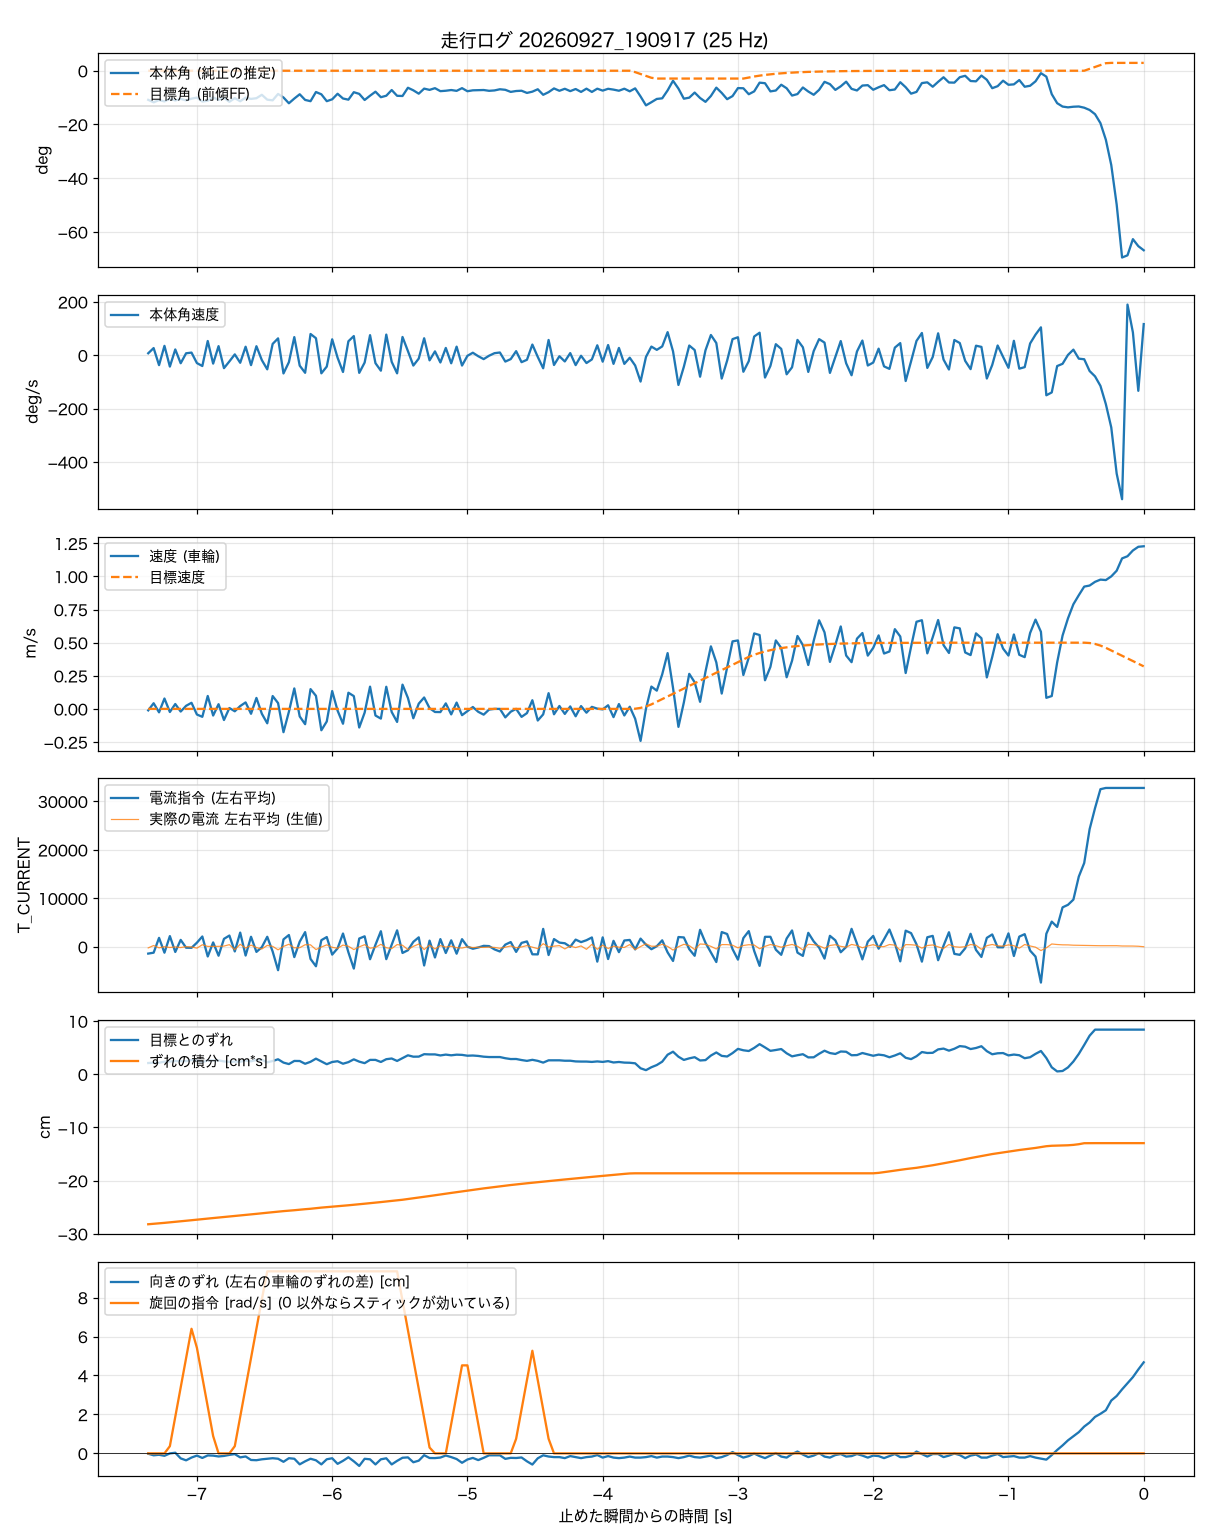 走行ログ 20260927_190917 (25 Hz)
0
−20
−40
−60
deg
本体角 (純正の推定)
目標角 (前傾FF)
200
0
−200
−400
deg/s
本体角速度
1.25
1.00
0.75
0.50
0.25
0.00
−0.25
m/s
速度 (車輪)
目標速度
30000
20000
10000
0
T_CURRENT
電流指令 (左右平均)
実際の電流 左右平均 (生値)
10
0
−10
−20
−30
cm
目標とのずれ
ずれの積分 [cm*s]
8
6
4
2
0
向きのずれ (左右の車輪のずれの差) [cm]
旋回の指令 [rad/s] (0 以外ならスティックが効いている)
−7
−6
−5
−4
−3
−2
−1
0
止めた瞬間からの時間 [s]